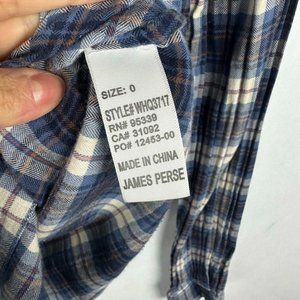 SIZE: 0
STYLE# WHQ3717
RN# 95339
CA# 31092
PO# 12453-00
MADE IN CHINA
JAMES PERSE